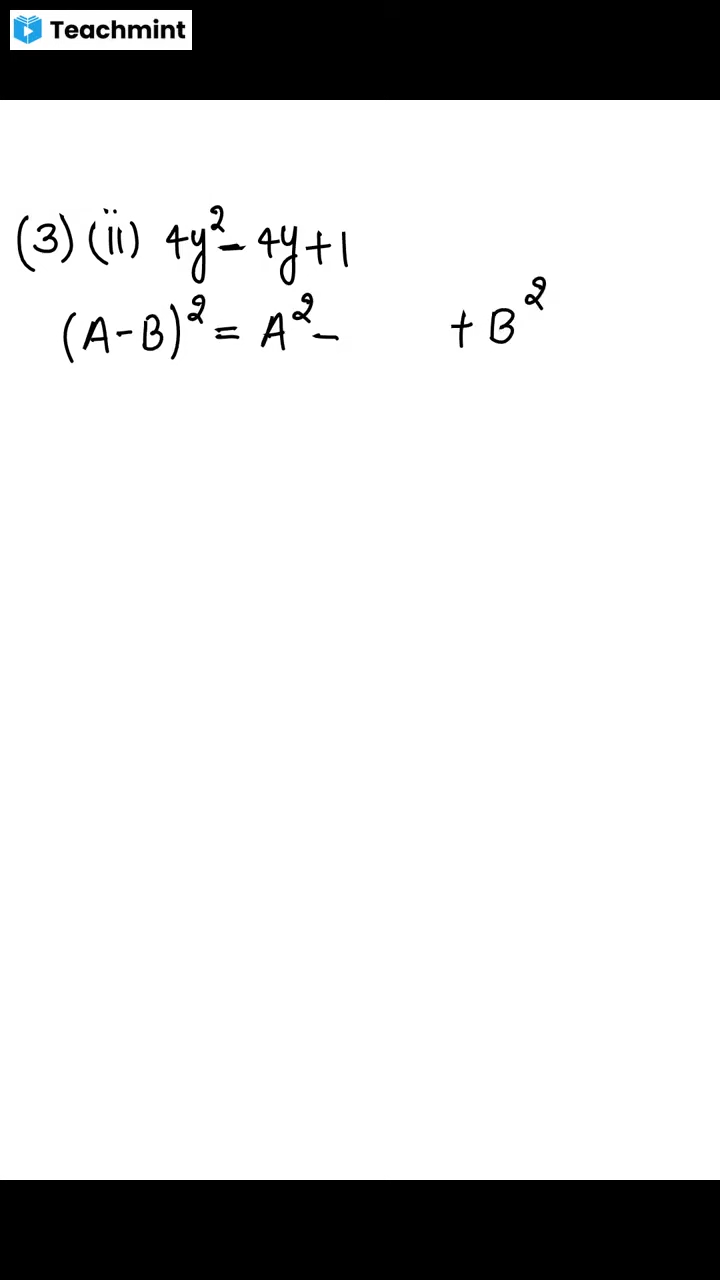 Teachmint
(3) (ii) 4y² - 4y + 1
(A - B)² = A² -      + B²